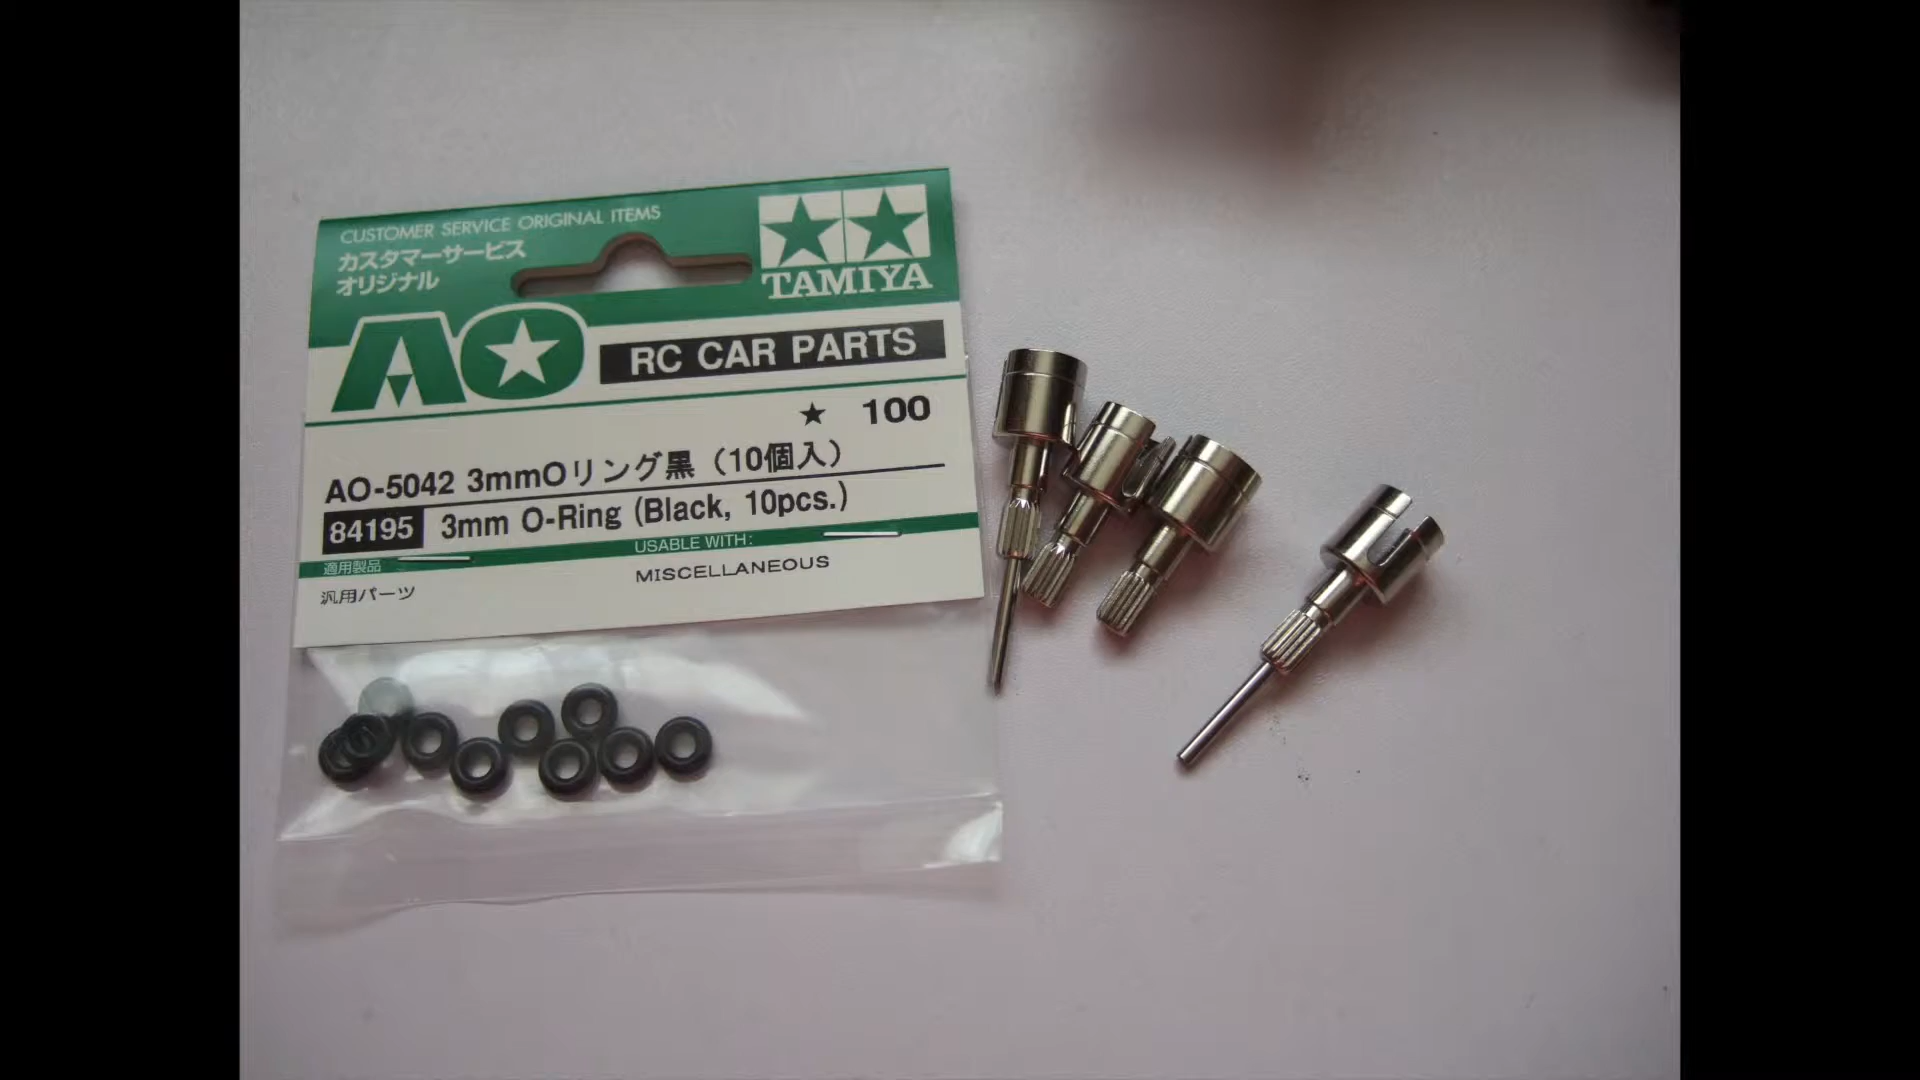 CUSTOMER SERVICE ORIGINAL ITEMS
カスタマーサービス
オリジナル
TAMIYA
AO
RC CAR PARTS
★ 100
AO-5042 3mmOリング黒（10個入）
84195 3mm O-Ring (Black, 10pcs.)
適用製品
USABLE WITH:
汎用パーツ
MISCELLANEOUS